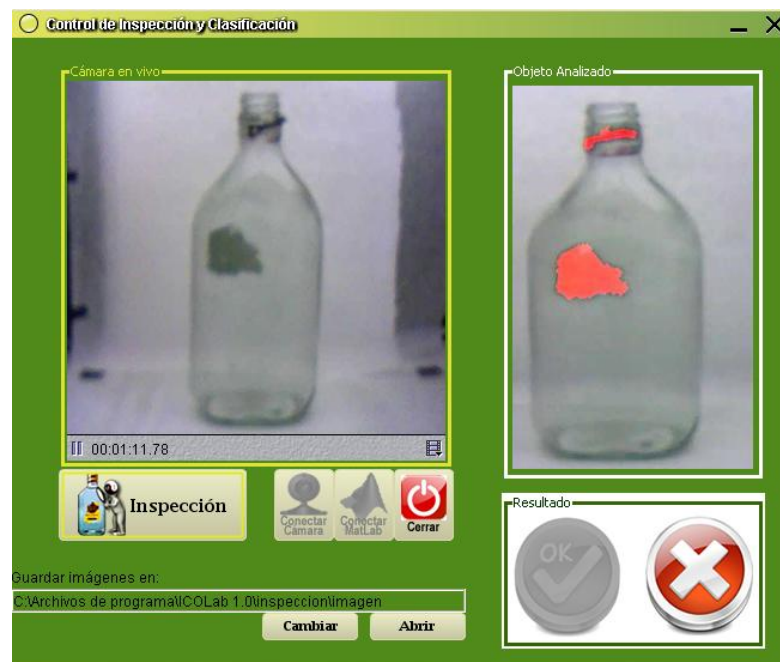 Control de Inspección y Clasificación
Cámara en vivo
Objeto Analizado
00:01:11.78
Inspección
Conectar
Cámara
Conectar
MatLab
Cerrar
Resultado
OK
Guardar imágenes en:
C:\Archivos de programa\ICOLab 1.0\inspeccion\imagen
Cambiar
Abrir